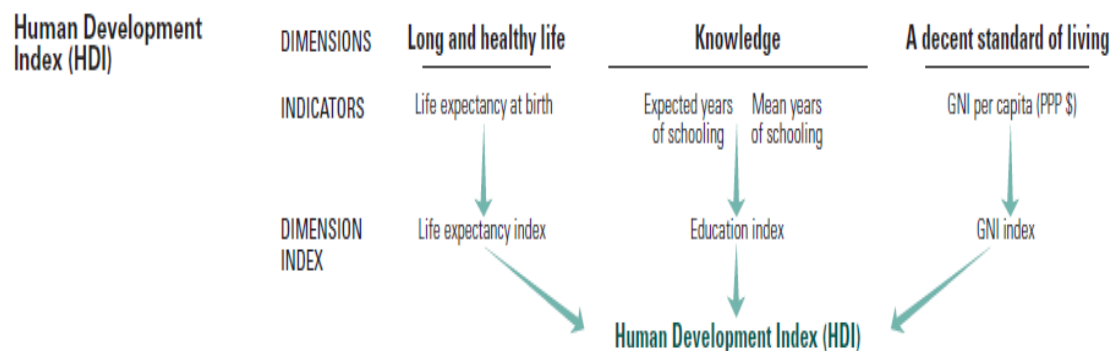 Human Development
Index (HDI)
DIMENSIONS
Long and healthy life
Knowledge
A decent standard of living
INDICATORS
Life expectancy at birth
Expected years
of schooling
Mean years
of schooling
GNI per capita (PPP $)
DIMENSION
INDEX
Life expectancy index
Education index
GNI index
Human Development Index (HDI)